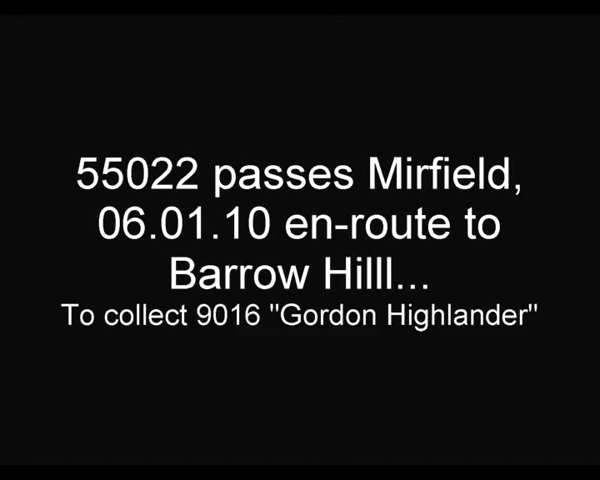 55022 passes Mirfield,
06.01.10 en-route to
Barrow Hilll...
To collect 9016 "Gordon Highlander"